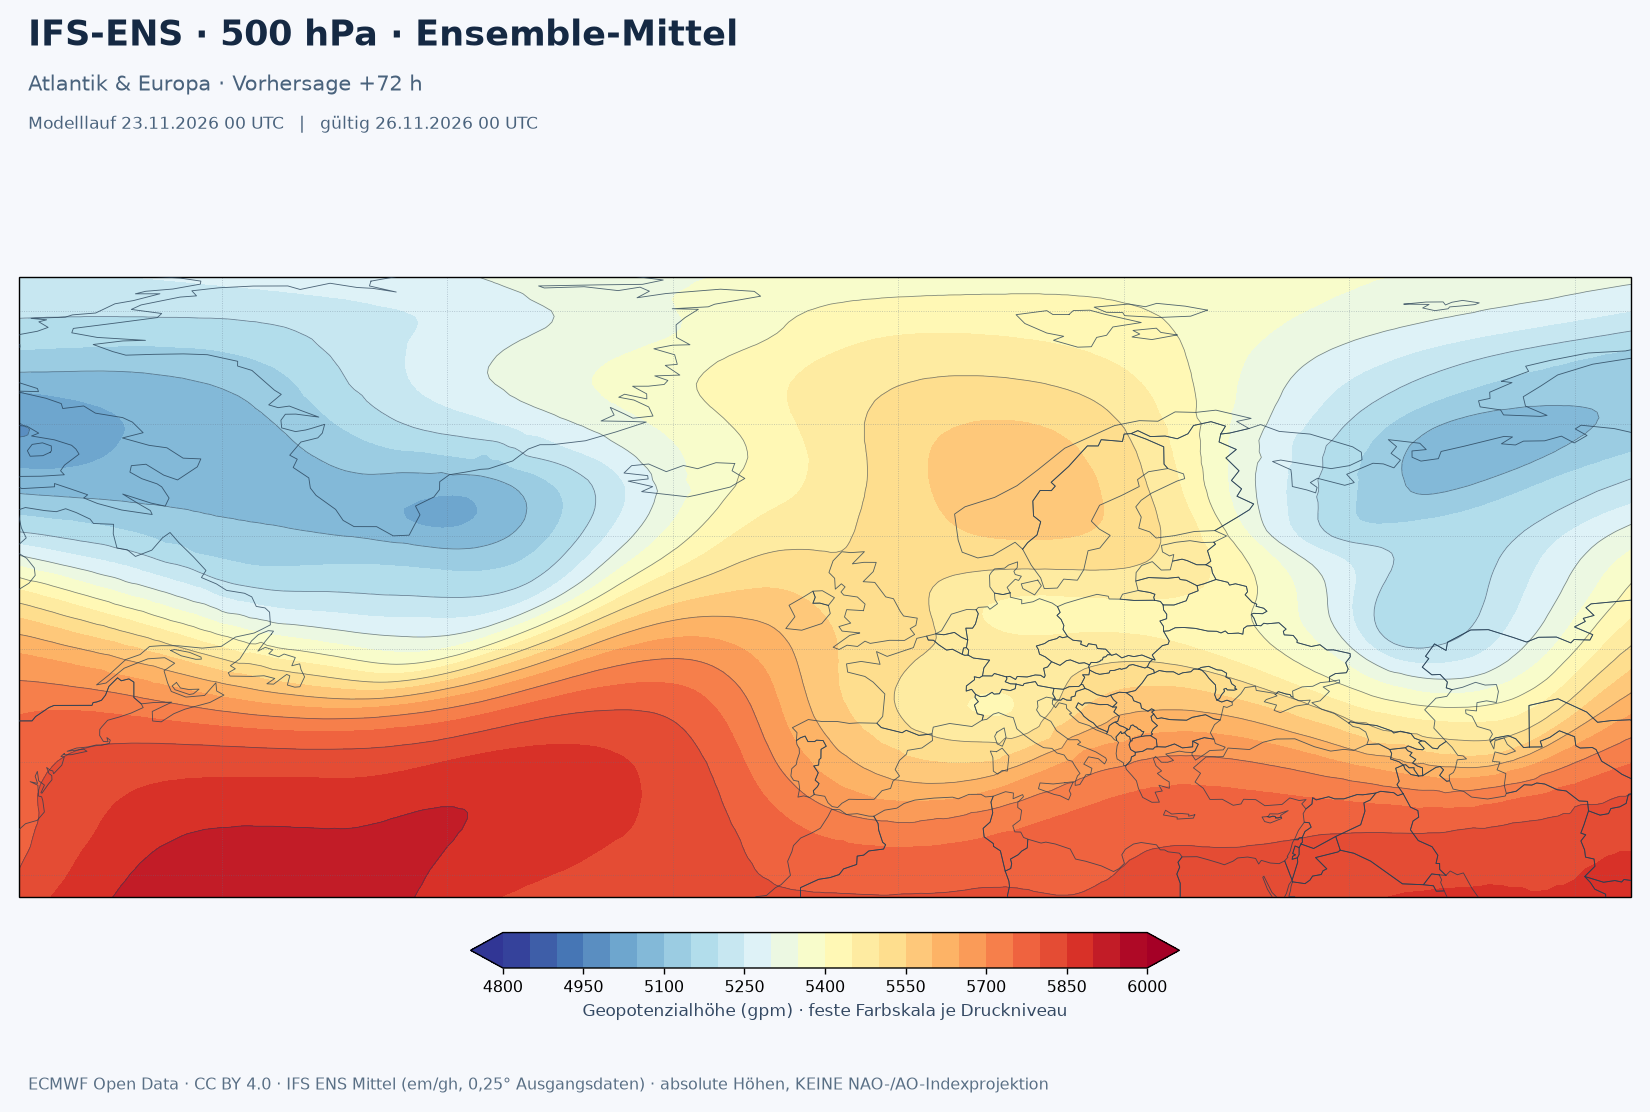 IFS-ENS · 500 hPa · Ensemble-Mittel
Atlantik & Europa · Vorhersage +72 h
Modelllauf 23.11.2026 00 UTC | gültig 26.11.2026 00 UTC
4800 4950 5100 5250 5400 5550 5700 5850 6000
Geopotenzialhöhe (gpm) · feste Farbskala je Druckniveau
ECMWF Open Data · CC BY 4.0 · IFS ENS Mittel (em/gh, 0,25° Ausgangsdaten) · absolute Höhen, KEINE NAO-/AO-Indexprojektion